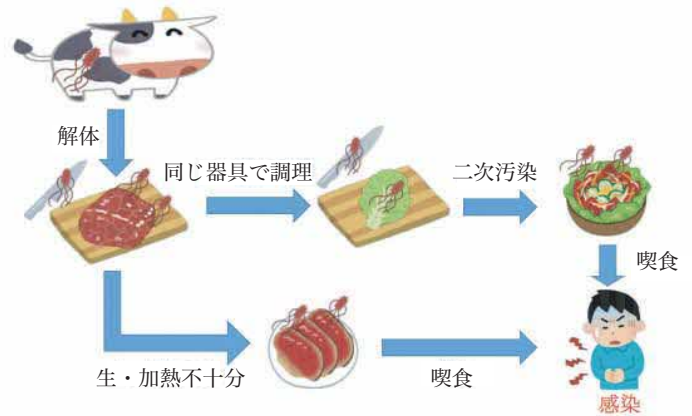 解体
同じ器具で調理
二次汚染
喫食
生・加熱不十分
喫食
感染